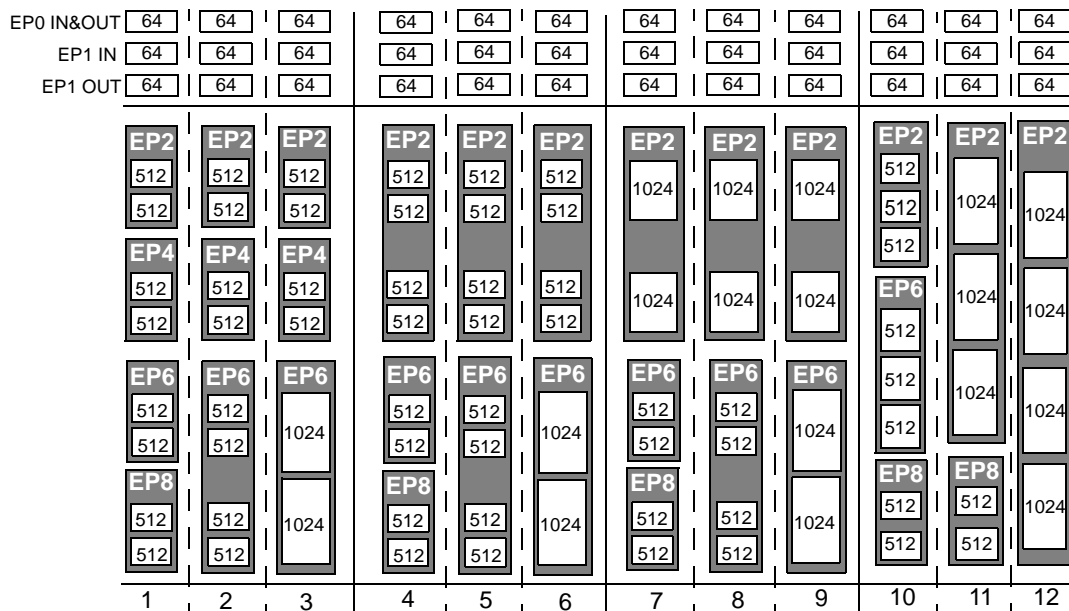 EP0 IN&OUT 64 64 64 64 64 64 64 64 64 64 64 64
EP1 IN 64 64 64 64 64 64 64 64 64 64 64 64
EP1 OUT 64 64 64 64 64 64 64 64 64 64 64 64
EP2 EP2 EP2 EP2 EP2 EP2 EP2 EP2 EP2 EP2 EP2 EP2
512 512 512 512 512 512 1024 1024 1024 512 1024 1024
512 512 512 512 512 512 512
512
EP4 EP4 EP4
512 512 512 512 512 512 1024 1024 1024 EP6 1024 1024
512 512 512 512 512 512 512
EP6 EP6 EP6 EP6 EP6 EP6 EP6 EP6 EP6 512 1024 1024
512 512 1024 512 512 1024 512 512 1024 512
512 512 512 512 512 512
EP8 EP8 EP8 EP8 EP8
512 512 1024 512 512 1024 512 512 1024 512 512 1024
512 512 512 512 512 512 512 512
1 2 3 4 5 6 7 8 9 10 11 12